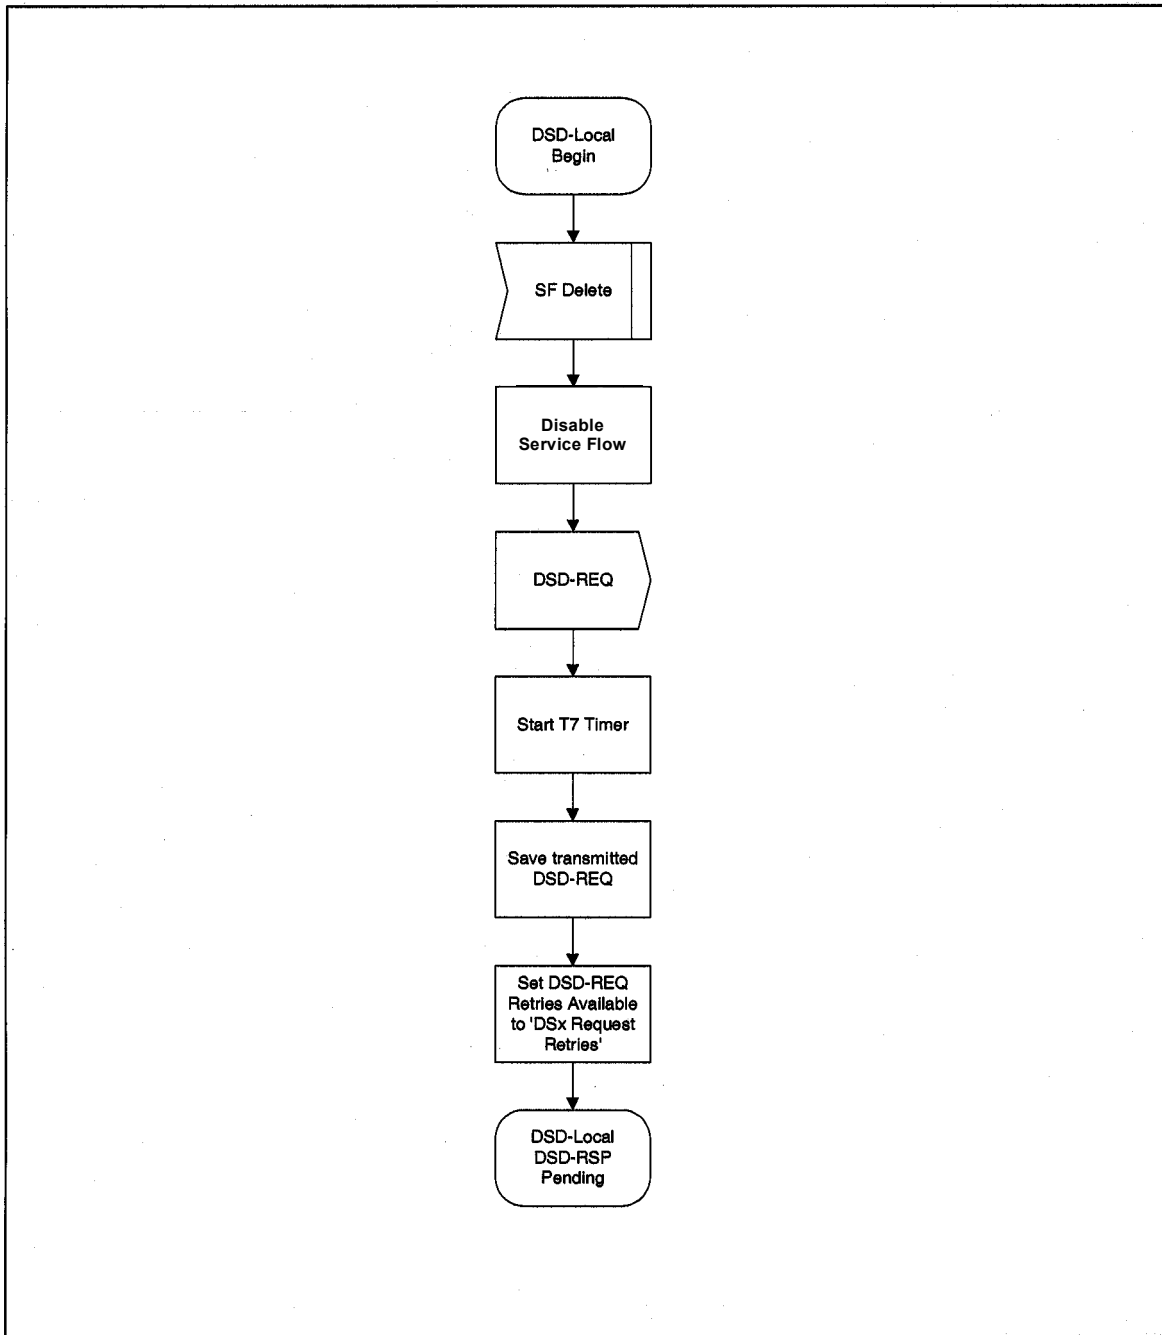 DSD-Local
Begin
SF Delete
Disable
Service Flow
DSD-REQ
Start T7 Timer
Save transmitted
DSD-REQ
Set DSD-REQ
Retries Available
to 'DSx Request
Retries'
DSD-Local
DSD-RSP
Pending